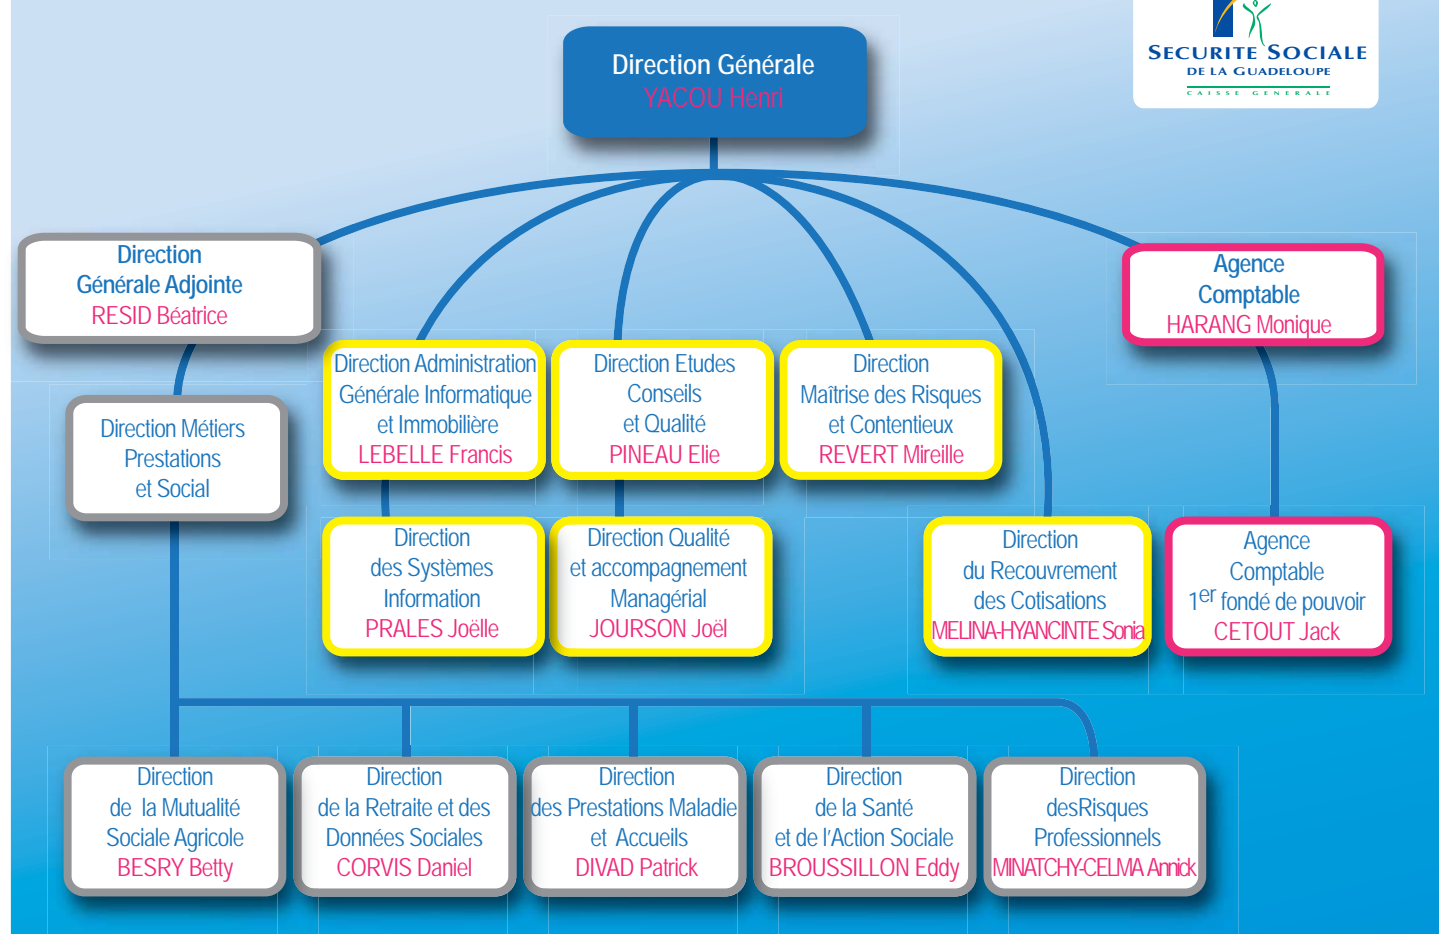 SECURITE SOCIALE
DE LA GUADELOUPE
CAISSE GENERALE
Direction Générale
YACOU Henri
Direction
Générale Adjointe
RESID Béatrice
Agence
Comptable
HARANG Monique
Direction Administration
Générale Informatique
et Immobilière
LEBELLE Francis
Direction Etudes
Conseils
et Qualité
PINEAU Elie
Direction
Maîtrise des Risques
et Contentieux
REVERT Mireille
Direction Métiers
Prestations
et Social
Direction
des Systèmes
Information
PRALES Joëlle
Direction Qualité
et accompagnement
Managérial
JOURSON Joël
Direction
du Recouvrement
des Cotisations
MELINA-HYANCINTE Sonia
Agence
Comptable
1er fondé de pouvoir
CETOUT Jack
Direction
de la Mutualité
Sociale Agricole
BESRY Betty
Direction
de la Retraite et des
Données Sociales
CORVIS Daniel
Direction
des Prestations Maladie
et Accueils
DIVAD Patrick
Direction
de la Santé
et de l'Action Sociale
BROUSSILLON Eddy
Direction
desRisques
Professionnels
MINATCHY-CELMA Annick